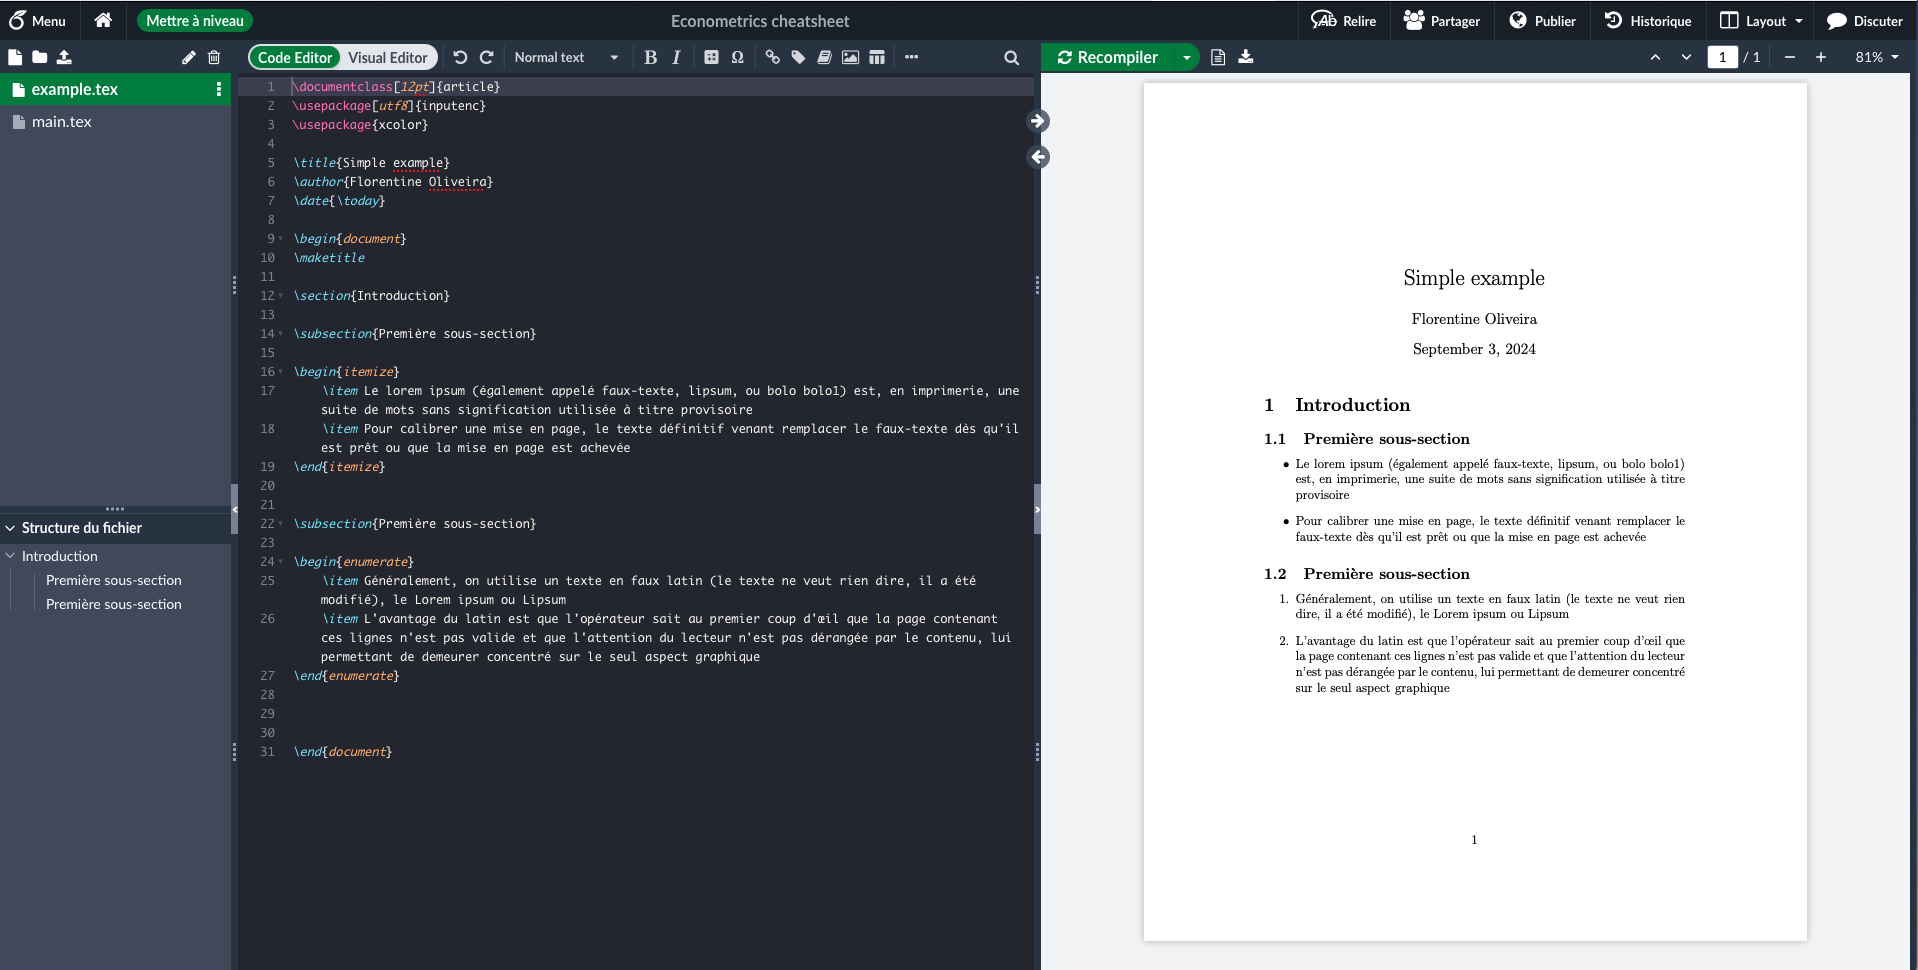 Menu
Mettre à niveau
Econometrics cheatsheet
Relire
Partager
Publier
Historique
Layout
Discuter
Code Editor
Visual Editor
Normal text
B
I
Ω
Recompiler
1
/ 1
81%
example.tex
main.tex
Structure du fichier
Introduction
Première sous-section
Première sous-section
1 \documentclass[12pt]{article}
2 \usepackage[utf8]{inputenc}
3 \usepackage{xcolor}
4
5 \title{Simple example}
6 \author{Florentine Oliveira}
7 \date{\today}
8
9 \begin{document}
10 \maketitle
11
12 \section{Introduction}
13
14 \subsection{Première sous-section}
15
16 \begin{itemize}
17 \item Le lorem ipsum (également appelé faux-texte, lipsum, ou bolo bolo1) est, en imprimerie, une
suite de mots sans signification utilisée à titre provisoire
18 \item Pour calibrer une mise en page, le texte définitif venant remplacer le faux-texte dès qu'il
est prêt ou que la mise en page est achevée
19 \end{itemize}
20
21
22 \subsection{Première sous-section}
23
24 \begin{enumerate}
25 \item Généralement, on utilise un texte en faux latin (le texte ne veut rien dire, il a été
modifié), le Lorem ipsum ou Lipsum
26 \item L'avantage du latin est que l'opérateur sait au premier coup d'œil que la page contenant
ces lignes n'est pas valide et que l'attention du lecteur n'est pas dérangée par le contenu, lui
permettant de demeurer concentré sur le seul aspect graphique
27 \end{enumerate}
28
29
30
31 \end{document}
Simple example
Florentine Oliveira
September 3, 2024
1 Introduction
1.1 Première sous-section
• Le lorem ipsum (également appelé faux-texte, lipsum, ou bolo bolo1)
est, en imprimerie, une suite de mots sans signification utilisée à titre
provisoire
• Pour calibrer une mise en page, le texte définitif venant remplacer le
faux-texte dès qu'il est prêt ou que la mise en page est achevée
1.2 Première sous-section
1. Généralement, on utilise un texte en faux latin (le texte ne veut rien
dire, il a été modifié), le Lorem ipsum ou Lipsum
2. L'avantage du latin est que l'opérateur sait au premier coup d'œil que
la page contenant ces lignes n'est pas valide et que l'attention du lecteur
n'est pas dérangée par le contenu, lui permettant de demeurer concentré
sur le seul aspect graphique
1